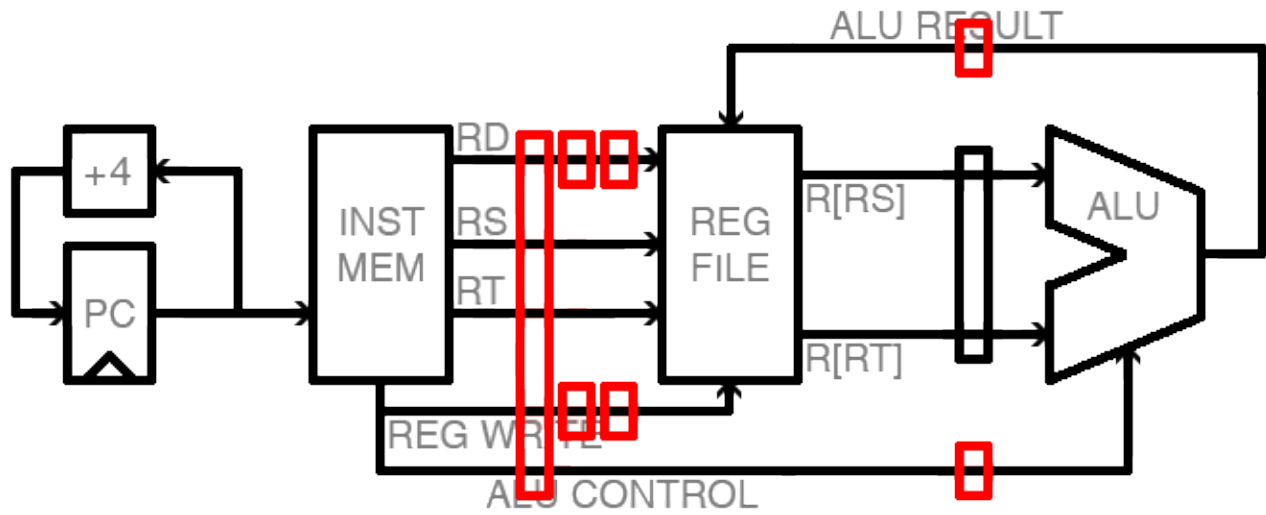 ALU RESULT
+4
PC
INST
MEM
RD
RS
RT
REG WRITE
ALU CONTROL
REG
FILE
R[RS]
R[RT]
ALU